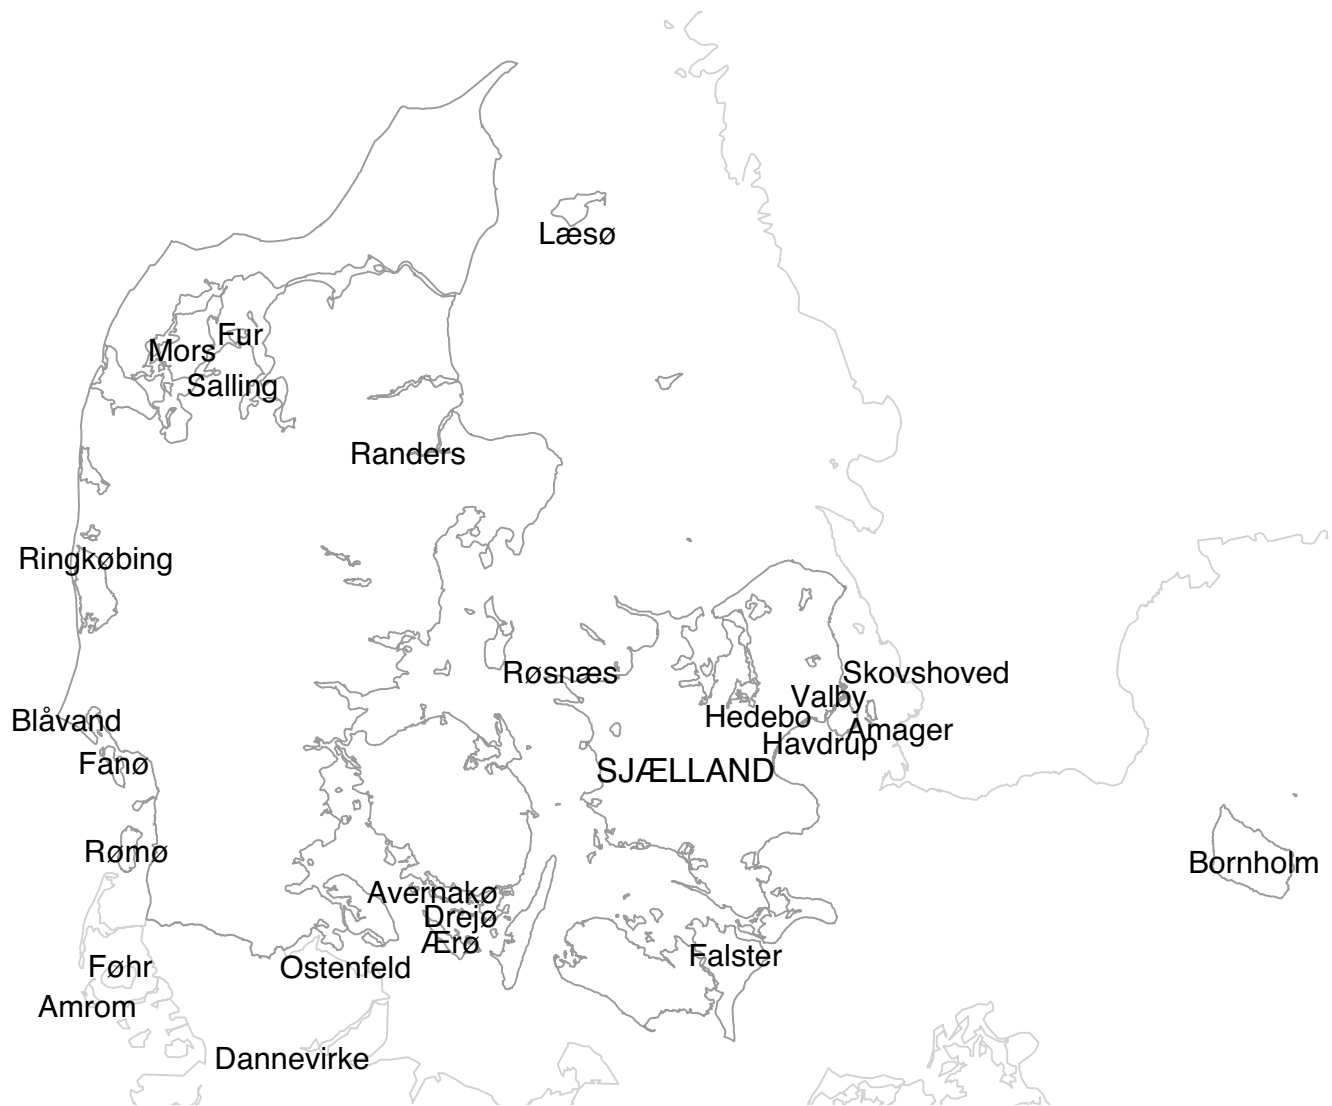 Læsø
Fur
Mors
Salling
Randers
Ringkøbing
Røsnæs
Skovshoved
Valby
Hedebo
Blåvand
Amager
Havdrup
Fanø
SJÆLLAND
Rømø
Bornholm
Avernakø
Drejø
Ærø
Falster
Føhr
Ostenfeld
Amrom
Dannevirke